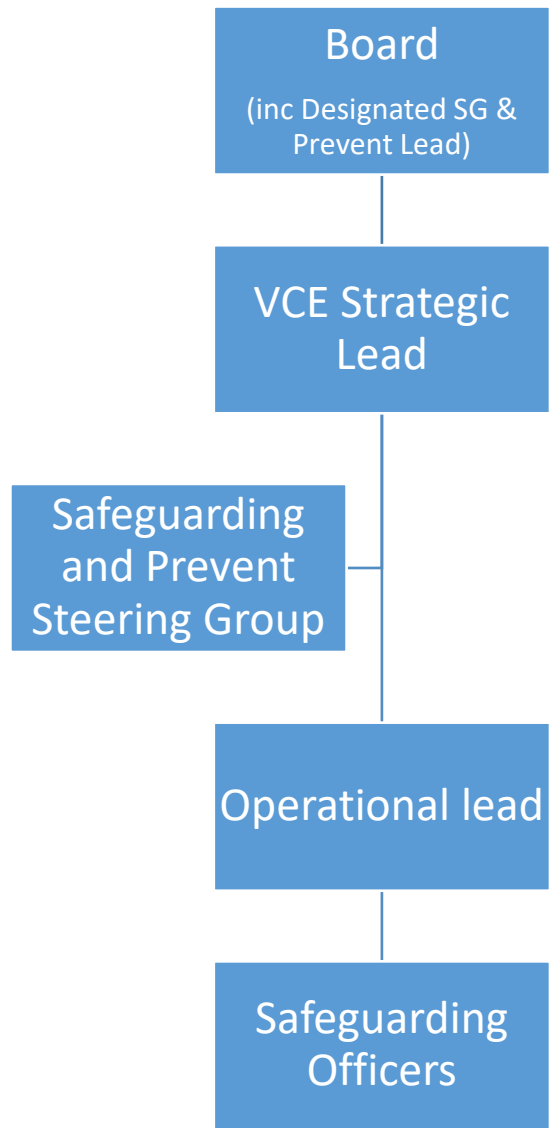 Board
(inc Designated SG &
Prevent Lead)
VCE Strategic
Lead
Safeguarding
and Prevent
Steering Group
Operational lead
Safeguarding
Officers